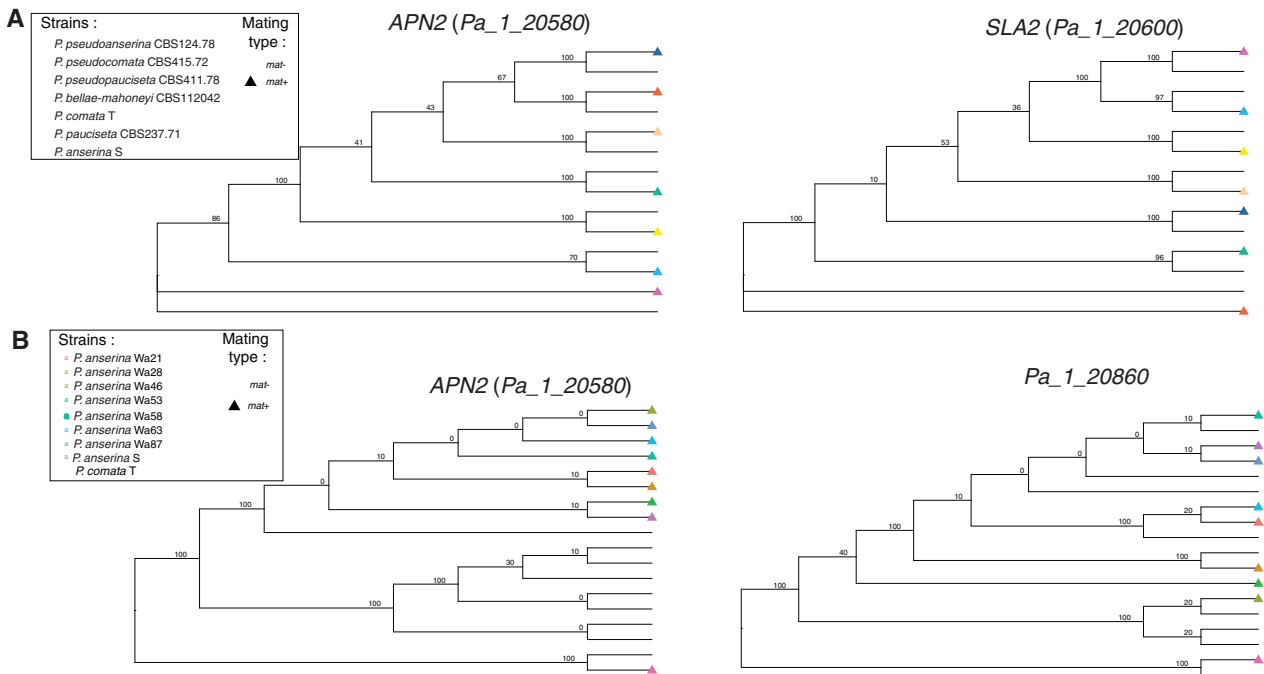 A
Strains :
Mating type :
P. pseudoanserina CBS124.78
P. pseudocomata CBS415.72
P. pseudopauciseta CBS411.78
P. bellae-mahoneyi CBS112042
P. comata T
P. pauciseta CBS237.71
P. anserina S
mat-
mat+
APN2 (Pa_1_20580)
100
67
100
43
100
41
100
100
100
86
70
SLA2 (Pa_1_20600)
100
100
97
36
100
53
100
10
100
100
96
B
Strains :
Mating type :
P. anserina Wa21
P. anserina Wa28
P. anserina Wa46
P. anserina Wa53
P. anserina Wa58
P. anserina Wa63
P. anserina Wa87
P. anserina S
P. comata T
mat-
mat+
APN2 (Pa_1_20580)
0
0
0
10
10
0
10
100
100
10
30
100
0
100
0
100
Pa_1_20860
10
0
10
0
0
10
20
100
100
100
40
100
20
100
20
100